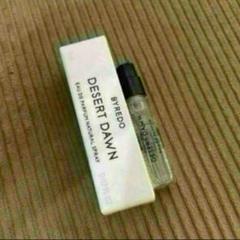 BYREDO
DESERT DAWN
EAU DE PARFUM NATURAL SPRAY